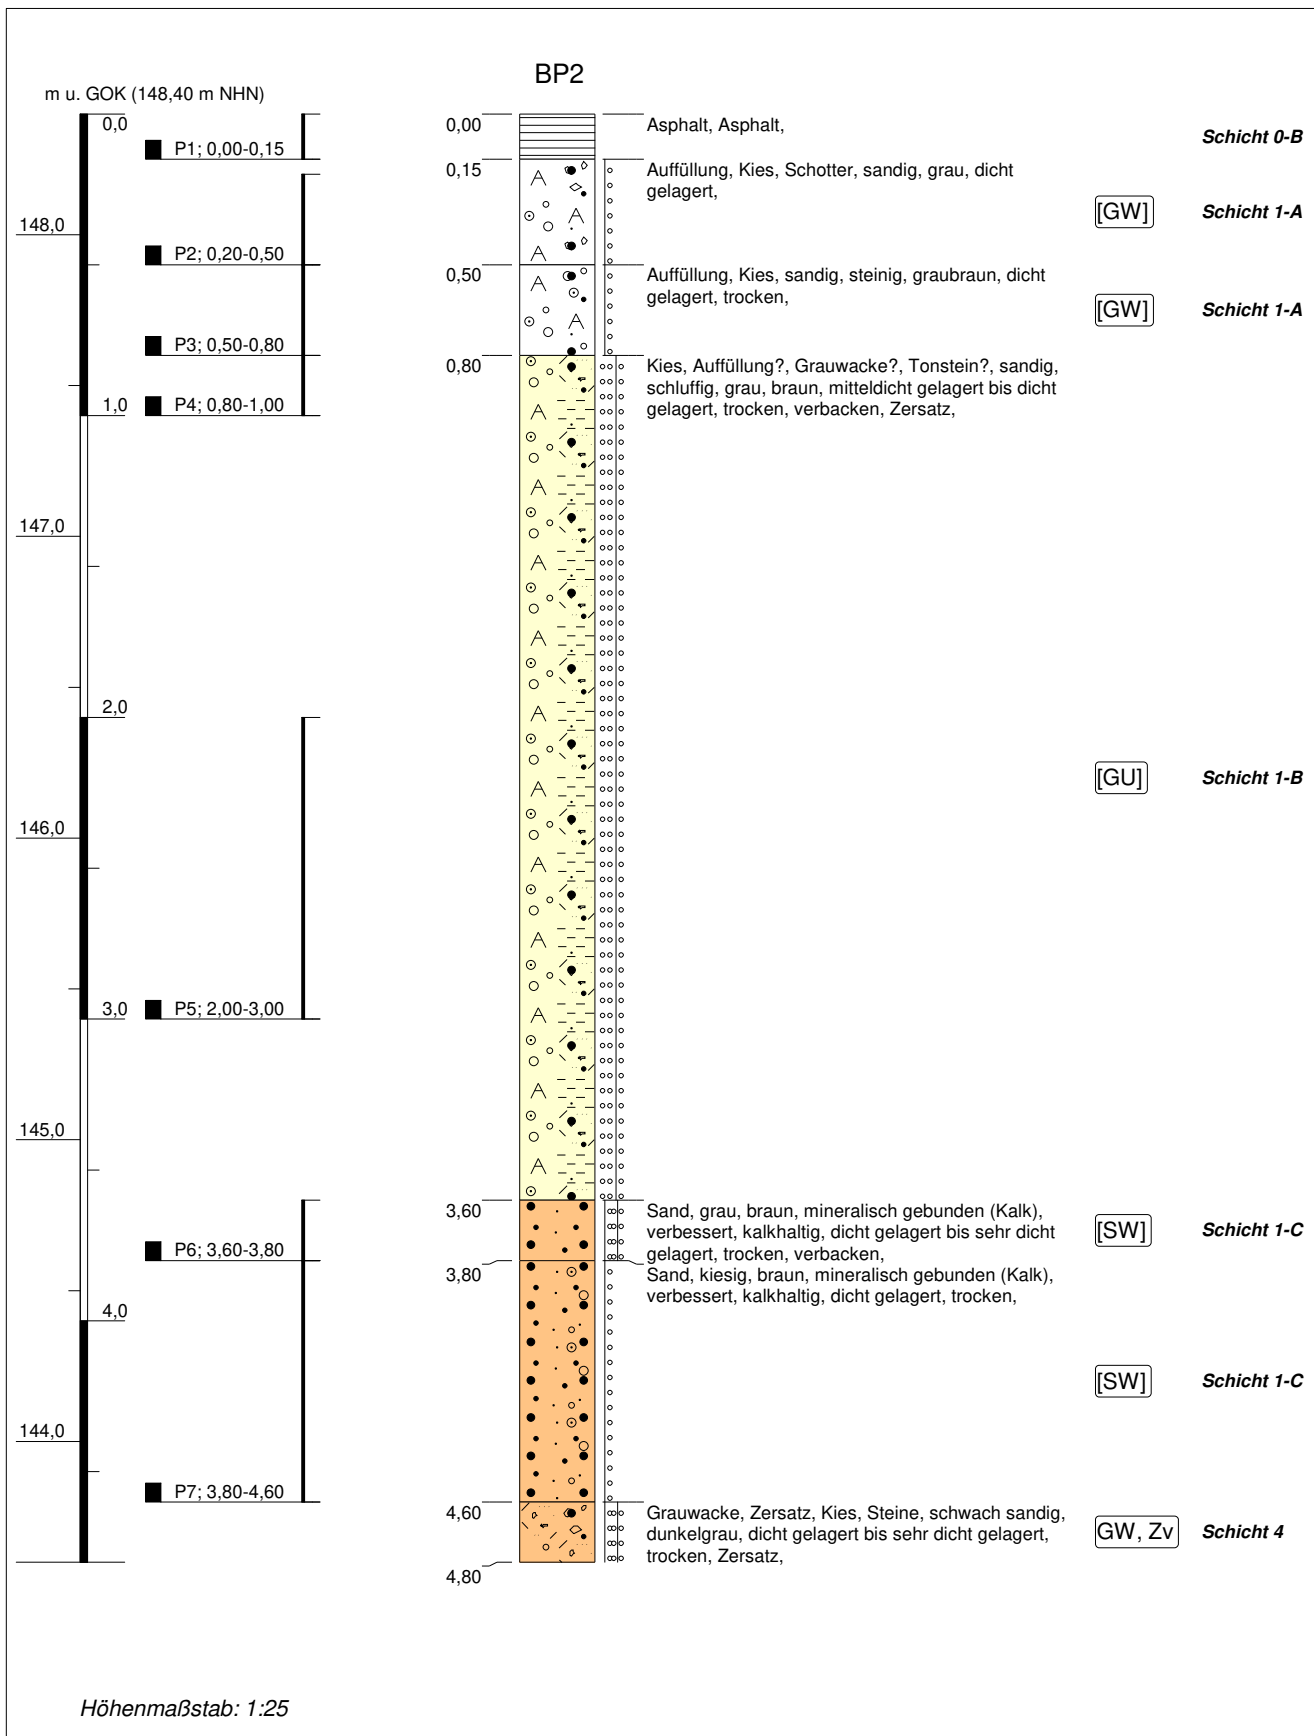 BP2
m u. GOK (148,40 m NHN)
0,0
P1; 0,00-0,15
0,00
Asphalt, Asphalt,
Schicht 0-B
0,15
Auffüllung, Kies, Schotter, sandig, grau, dicht
gelagert,
[GW]
Schicht 1-A
148,0
P2; 0,20-0,50
0,50
Auffüllung, Kies, sandig, steinig, graubraun, dicht
gelagert, trocken,
[GW]
Schicht 1-A
P3; 0,50-0,80
0,80
Kies, Auffüllung?, Grauwacke?, Tonstein?, sandig,
schluffig, grau, braun, mitteldicht gelagert bis dicht
gelagert, trocken, verbacken, Zersatz,
1,0
P4; 0,80-1,00
147,0
2,0
[GU]
Schicht 1-B
146,0
3,0
P5; 2,00-3,00
145,0
3,60
Sand, grau, braun, mineralisch gebunden (Kalk),
verbessert, kalkhaltig, dicht gelagert bis sehr dicht
gelagert, trocken, verbacken,
[SW]
Schicht 1-C
P6; 3,60-3,80
3,80
Sand, kiesig, braun, mineralisch gebunden (Kalk),
verbessert, kalkhaltig, dicht gelagert, trocken,
4,0
[SW]
Schicht 1-C
144,0
P7; 3,80-4,60
4,60
Grauwacke, Zersatz, Kies, Steine, schwach sandig,
dunkelgrau, dicht gelagert bis sehr dicht gelagert,
trocken, Zersatz,
GW, Zv
Schicht 4
4,80
Höhenmaßstab: 1:25